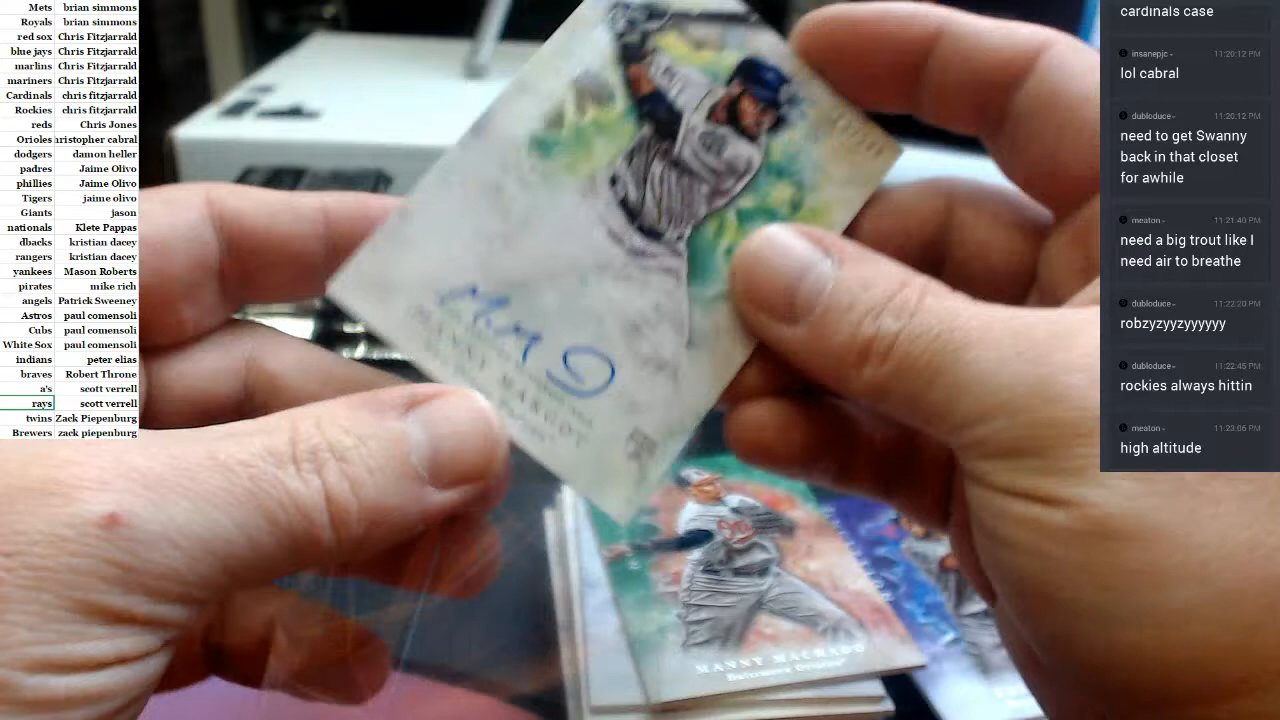 Mets brian simmons
Royals brian simmons
red sox Chris Fitzjarrald
blue jays Chris Fitzjarrald
marlins Chris Fitzjarrald
mariners Chris Fitzjarrald
Cardinals chris fitzjarrald
Rockies chris fitzjarrald
reds Chris Jones
Orioles hristopher cabral
dodgers damon heller
padres Jaime Olivo
phillies Jaime Olivo
Tigers jaime olivo
Giants jason
nationals Klete Pappas
dbacks kristian dacey
rangers kristian dacey
yankees Mason Roberts
pirates mike rich
angels Patrick Sweeney
Astros paul comensoli
Cubs paul comensoli
White Sox paul comensoli
indians peter elias
braves Robert Throne
a's scott verrell
rays scott verrell
twins Zack Piepenburg
Brewers zack piepenburg
MANNY MARGOT
MANNY MACHADO
Baltimore Orioles
cardinals case
insanepjc 11:20:12 PM
lol cabral
dubloduce 11:20:12 PM
need to get Swanny
back in that closet
for awhile
meaton 11:21:40 PM
need a big trout like I
need air to breathe
dubloduce 11:22:20 PM
robzyzyyzyyyyyy
dubloduce 11:22:45 PM
rockies always hittin
meaton 11:23:06 PM
high altitude